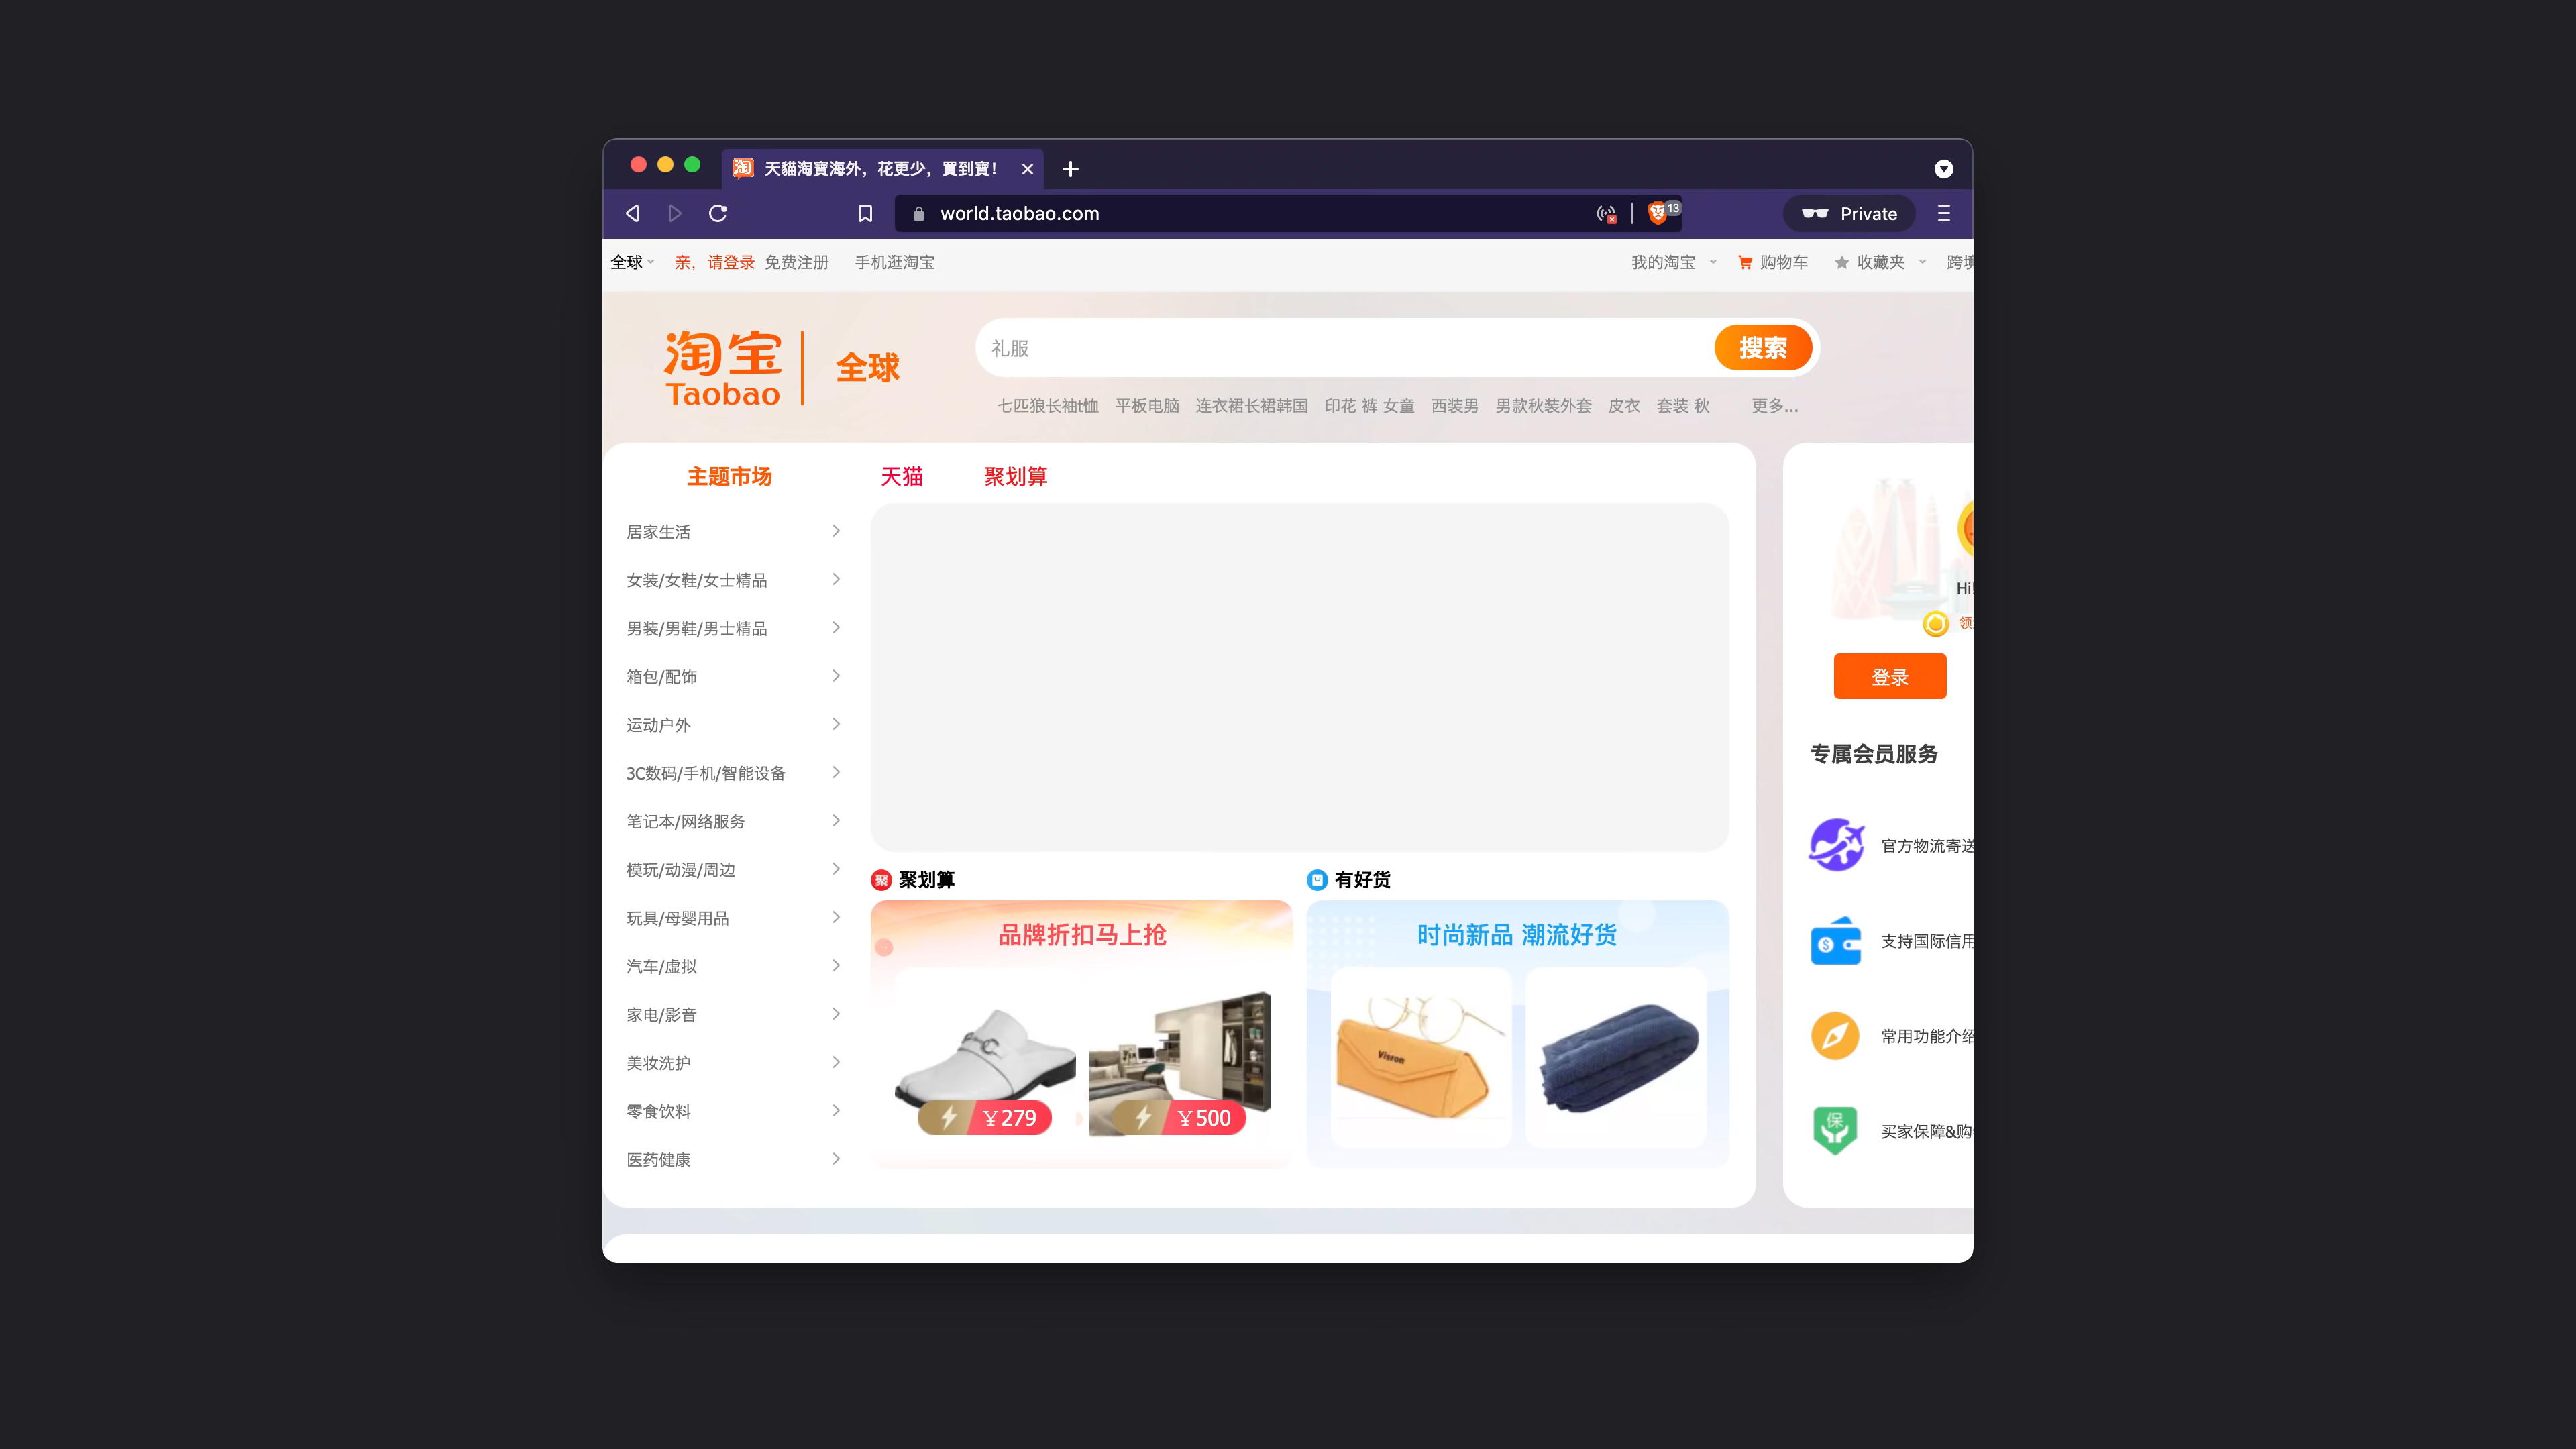 天貓淘寶海外，花更少，買到寶！
world.taobao.com
13
Private
全球 亲，请登录 免费注册 手机逛淘宝 我的淘宝 购物车 收藏夹 跨境
淘宝
Taobao
全球
礼服 搜索
七匹狼长袖t恤 平板电脑 连衣裙长裙韩国 印花 裤 女童 西装男 男款秋装外套 皮衣 套装 秋 更多...
主题市场 天猫 聚划算
居家生活
女装/女鞋/女士精品
男装/男鞋/男士精品
箱包/配饰
运动户外
3C数码/手机/智能设备
笔记本/网络服务
模玩/动漫/周边
玩具/母婴用品
汽车/虚拟
家电/影音
美妆洗护
零食饮料
医药健康
聚 聚划算
品牌折扣马上抢
￥279
￥500
有好货
时尚新品 潮流好货
Visron
Hi!
领
登录
专属会员服务
官方物流寄送
支持国际信用
常用功能介绍
保
买家保障&购